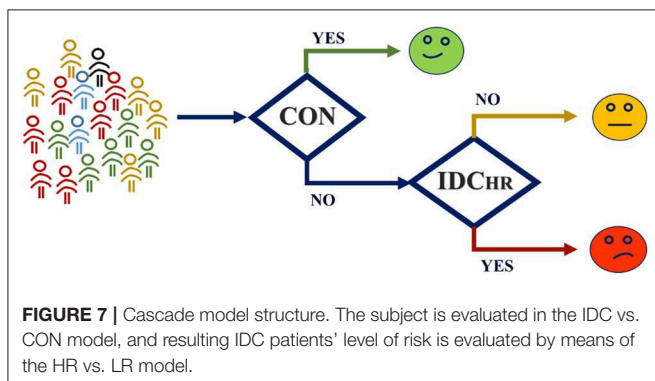 YES
CON
NO
NO
IDCHR
YES
FIGURE 7 | Cascade model structure. The subject is evaluated in the IDC vs.
CON model, and resulting IDC patients' level of risk is evaluated by means of
the HR vs. LR model.